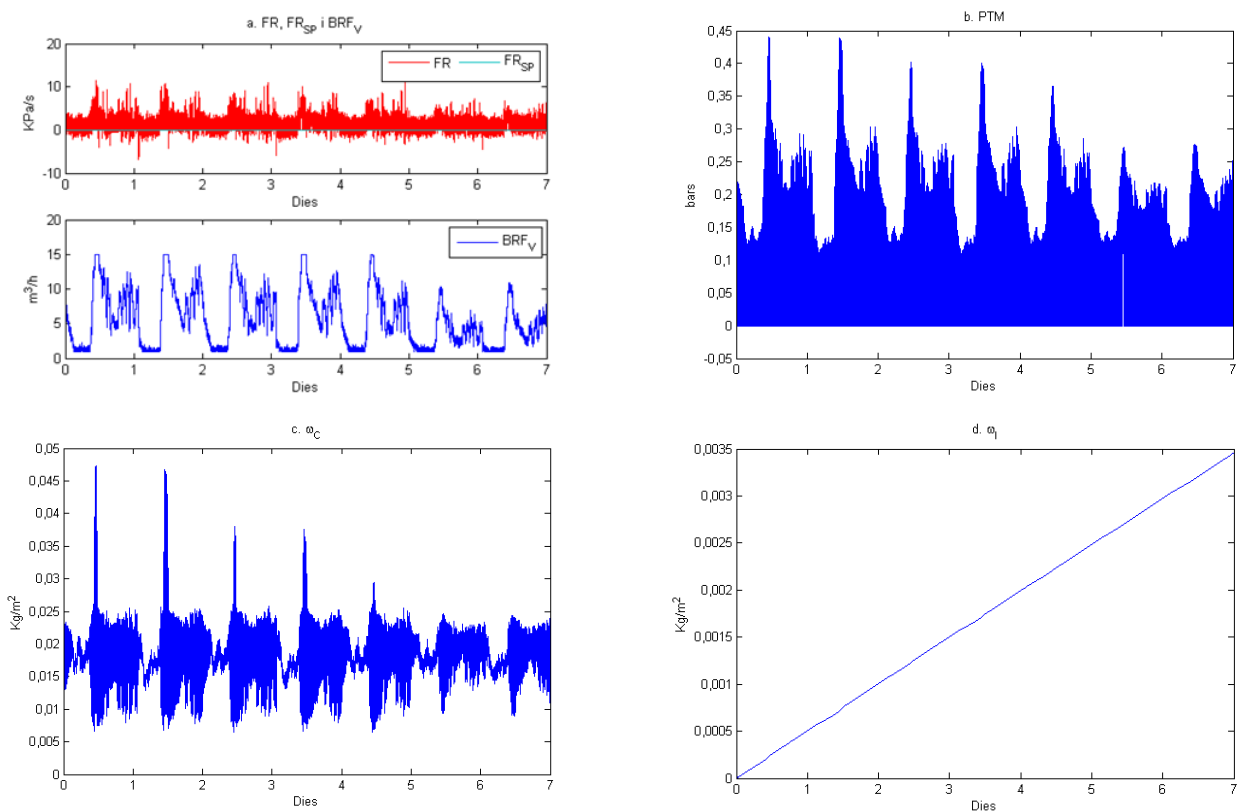 a. FR, FR_SP i BRF_V
20
10
0
-10
KPa/s
FR
FR_SP
0 1 2 3 4 5 6 7
Dies
20
15
10
5
0
m³/h
BRF_V
0 1 2 3 4 5 6 7
Dies
b. PTM
0,45
0,4
0,35
0,3
0,25
0,2
0,15
0,1
0,05
0
-0,05
bars
0 1 2 3 4 5 6 7
Dies
c. ω_C
0,05
0,045
0,04
0,035
0,03
0,025
0,02
0,015
0,01
0,005
0
Kg/m²
0 1 2 3 4 5 6 7
Dies
d. ω_I
0,0035
0,003
0,0025
0,002
0,0015
0,001
0,0005
0
Kg/m²
0 1 2 3 4 5 6 7
Dies